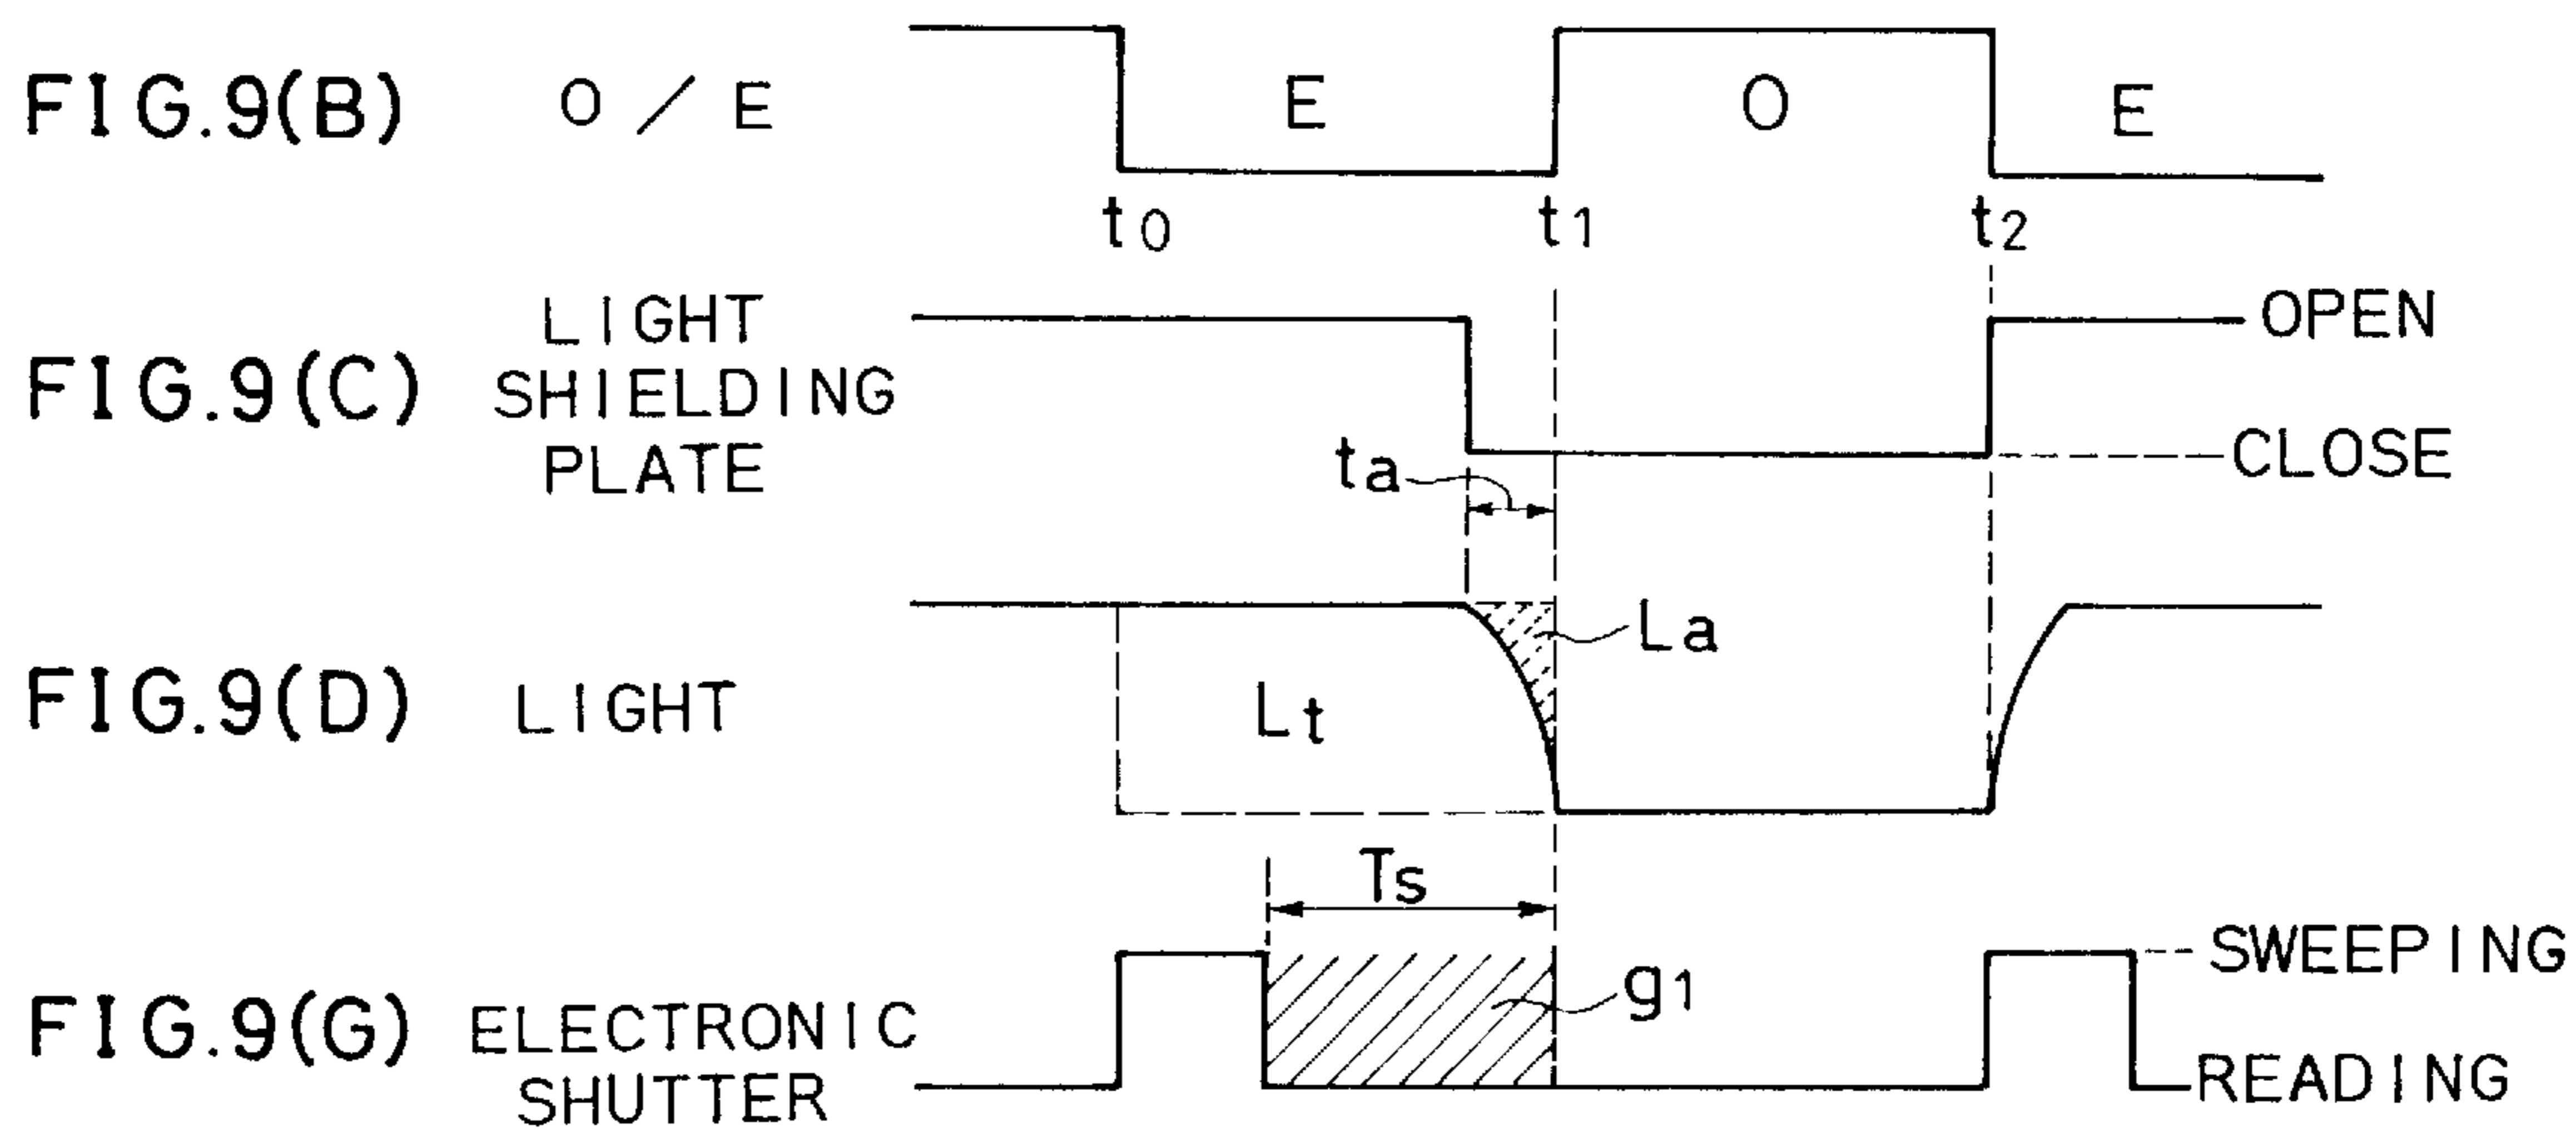 FIG.9(B) O / E E O E
t0 t1 t2
FIG.9(C) LIGHT SHIELDING PLATE OPEN
CLOSE
ta
La
FIG.9(D) LIGHT Lt
Ts
FIG.9(G) ELECTRONIC SHUTTER g1 SWEEPING
READING